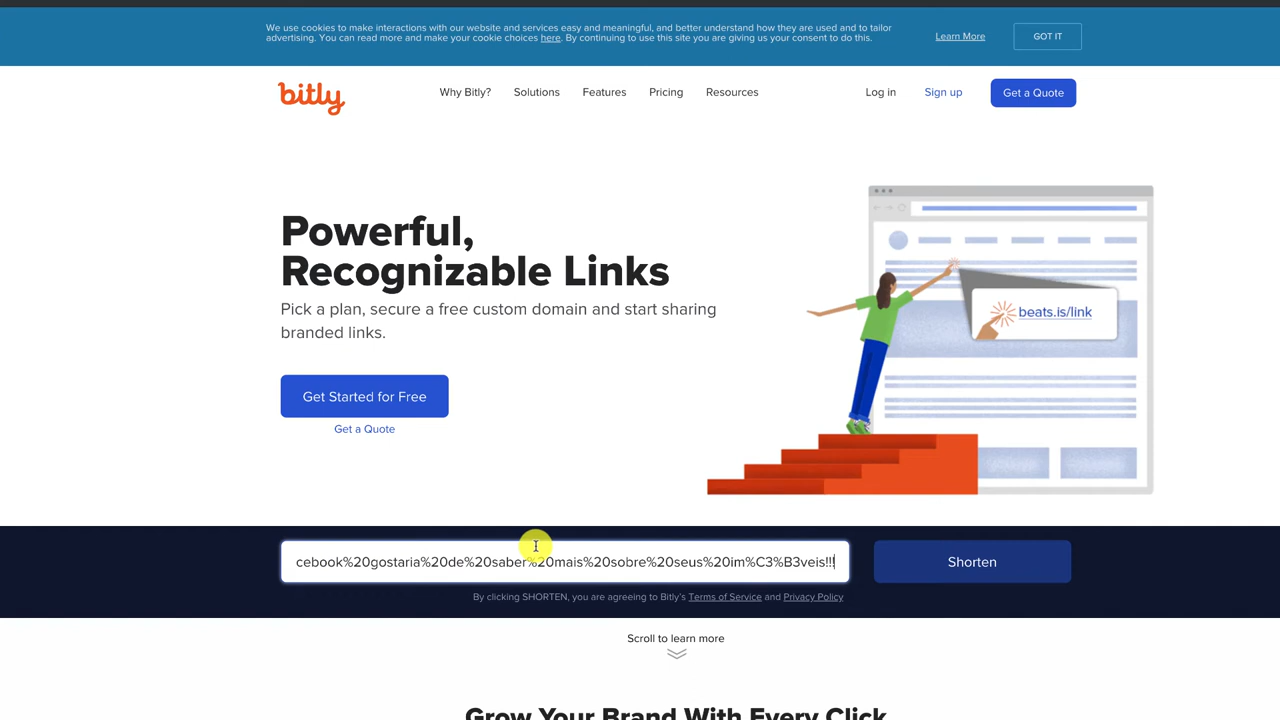 We use cookies to make interactions with our website and services easy and meaningful, and better understand how they are used and to tailor
advertising. You can read more and make your cookie choices here. By continuing to use this site you are giving us your consent to do this.
Learn More
GOT IT
bitly
Why Bitly?
Solutions
Features
Pricing
Resources
Log in
Sign up
Get a Quote
Powerful,
Recognizable Links
Pick a plan, secure a free custom domain and start sharing
branded links.
beats.is/link
Get Started for Free
Get a Quote
cebook%20gostaria%20de%20saber%20mais%20sobre%20seus%20im%C3%B3veis!!!
Shorten
By clicking SHORTEN, you are agreeing to Bitly's Terms of Service and Privacy Policy
Scroll to learn more
Grow Your Brand With Every Click